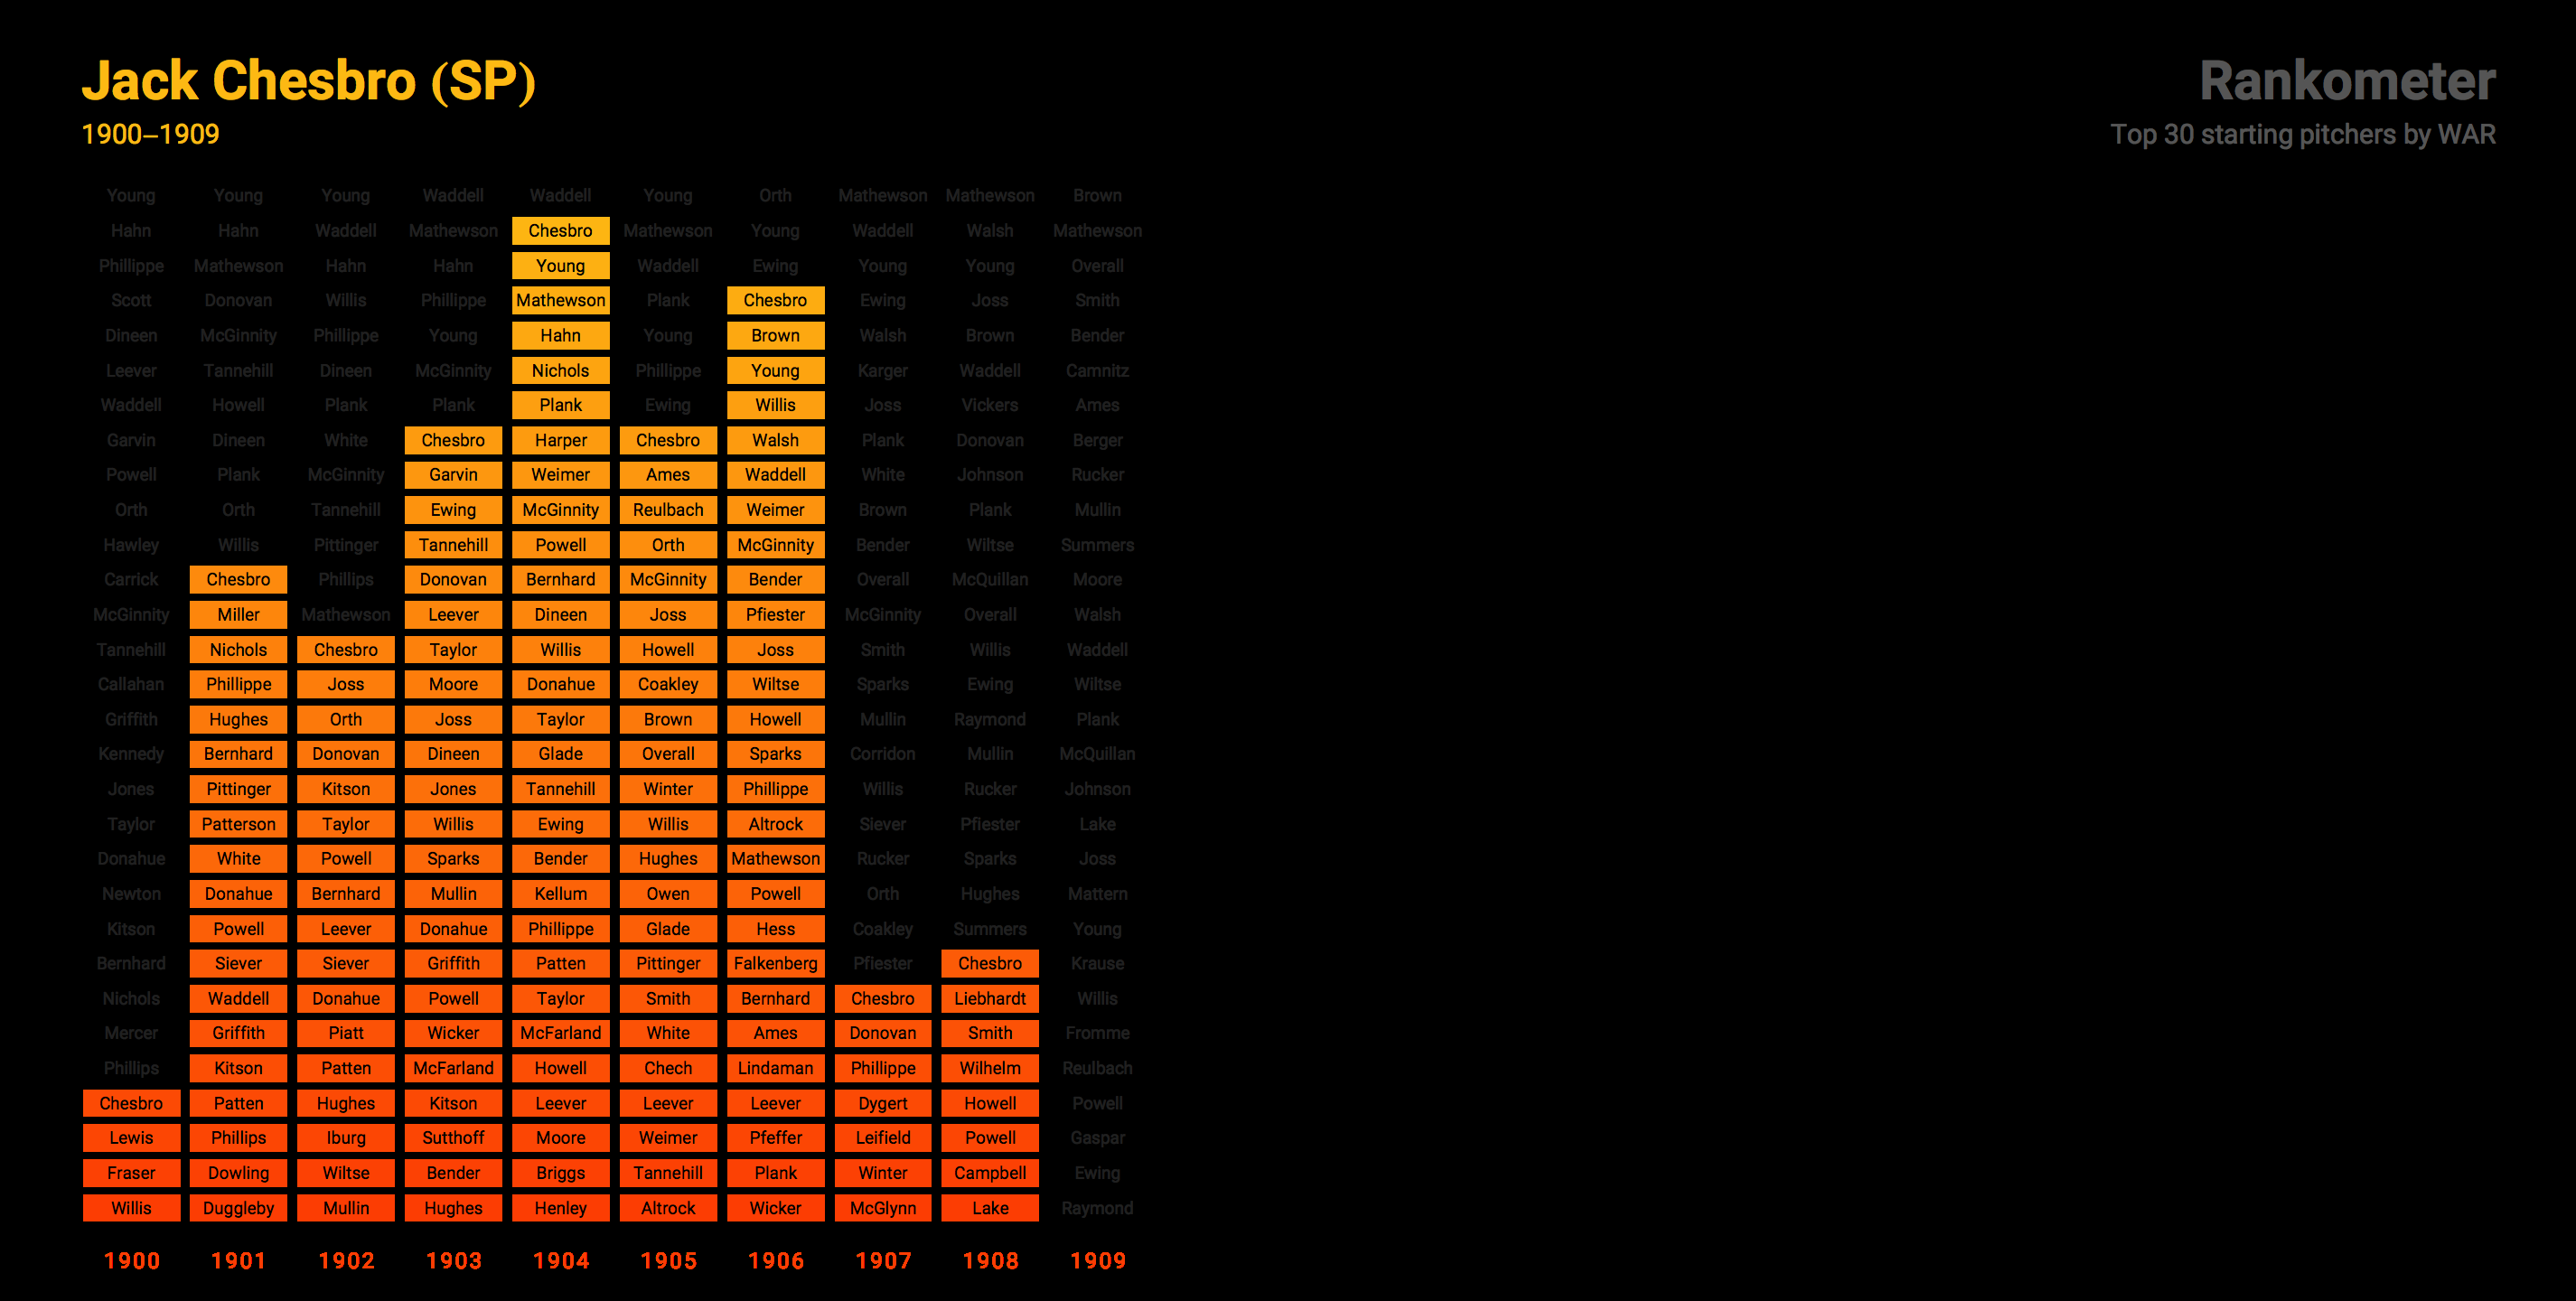 Jack Chesbro (SP)
1900–1909
Rankometer
Top 30 starting pitchers by WAR
Young Young Young Waddell Waddell Young Orth Mathewson Mathewson Brown
Hahn Hahn Waddell Mathewson Chesbro Mathewson Young Waddell Walsh Mathewson
Phillippe Mathewson Hahn Hahn Young Waddell Ewing Young Young Overall
Scott Donovan Willis Phillippe Mathewson Plank Chesbro Ewing Joss Smith
Dineen McGinnity Phillippe Young Hahn Young Brown Walsh Brown Bender
Leever Tannehill Dineen McGinnity Nichols Phillippe Young Karger Waddell Camnitz
Waddell Howell Plank Plank Plank Ewing Willis Joss Vickers Ames
Garvin Dineen White Chesbro Harper Chesbro Walsh Plank Donovan Berger
Powell Plank McGinnity Garvin Weimer Ames Waddell White Johnson Rucker
Orth Orth Tannehill Ewing McGinnity Reulbach Weimer Brown Plank Mullin
Hawley Willis Pittinger Tannehill Powell Orth McGinnity Bender Wiltse Summers
Carrick Chesbro Phillips Donovan Bernhard McGinnity Bender Overall McQuillan Moore
McGinnity Miller Mathewson Leever Dineen Joss Pfiester McGinnity Overall Walsh
Tannehill Nichols Chesbro Taylor Willis Howell Joss Smith Willis Waddell
Callahan Phillippe Joss Moore Donahue Coakley Wiltse Sparks Ewing Wiltse
Griffith Hughes Orth Joss Taylor Brown Howell Mullin Raymond Plank
Kennedy Bernhard Donovan Dineen Glade Overall Sparks Corridon Mullin McQuillan
Jones Pittinger Kitson Jones Tannehill Winter Phillippe Willis Rucker Johnson
Taylor Patterson Taylor Willis Ewing Willis Altrock Siever Pfiester Lake
Donahue White Powell Sparks Bender Hughes Mathewson Rucker Sparks Joss
Newton Donahue Bernhard Mullin Kellum Owen Powell Orth Hughes Mattern
Kitson Powell Leever Donahue Phillippe Glade Hess Coakley Summers Young
Bernhard Siever Siever Griffith Patten Pittinger Falkenberg Pfiester Chesbro Krause
Nichols Waddell Donahue Powell Taylor Smith Bernhard Chesbro Liebhardt Willis
Mercer Griffith Piatt Wicker McFarland White Ames Donovan Smith Fromme
Phillips Kitson Patten McFarland Howell Chech Lindaman Phillippe Wilhelm Reulbach
Chesbro Patten Hughes Kitson Leever Leever Leever Dygert Howell Powell
Lewis Phillips Iburg Sutthoff Moore Weimer Pfeffer Leifield Powell Gaspar
Fraser Dowling Wiltse Bender Briggs Tannehill Plank Winter Campbell Ewing
Willis Duggleby Mullin Hughes Henley Altrock Wicker McGlynn Lake Raymond
1900 1901 1902 1903 1904 1905 1906 1907 1908 1909